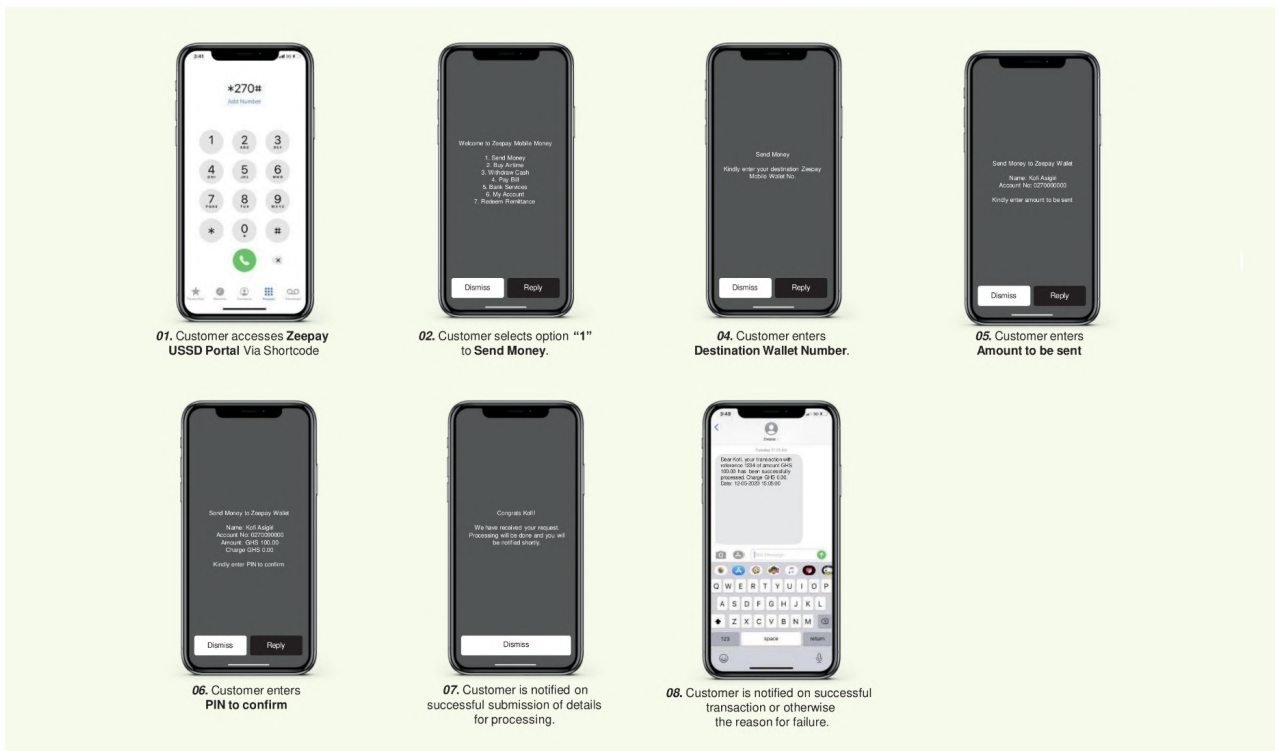 3:41
*270#
Add Number
1
2
ABC
3
DEF
4
GHI
5
JKL
6
MNO
7
PQRS
8
TUV
9
WXYZ
*
0
+
#
Welcome to Zeepay Mobile Money
1. Send Money
2. Buy Airtime
3. Withdraw Cash
4. Pay Bill
5. Bank Services
6. My Account
7. Redeem Remittance
Dismiss
Reply
Send Money
Kindly enter your destination Zeepay
Mobile Wallet No.
Dismiss
Reply
Send Money to Zeepay Wallet
Name: Kofi Asigiri
Account No: 0270000000
Kindly enter amount to be sent
Dismiss
Reply
01. Customer accesses Zeepay
USSD Portal Via Shortcode
02. Customer selects option “1”
to Send Money.
04. Customer enters
Destination Wallet Number.
05. Customer enters
Amount to be sent
Send Money to Zeepay Wallet
Name: Kofi Asigiri
Account No: 0270000000
Amount: GHS 100.00
Charge GHS 0.00
Kindly enter PIN to confirm
Dismiss
Reply
Congrats Kofi!
We have received your request.
Processing will be done and you will
be notified shortly.
Dismiss
Zeepay
Dear Kofi, your transaction with
reference 1234 of amount GHS
100.00 has been successfully
processed. Charge GHS 0.00.
Q W E R T Y U I O P
A S D F G H J K L
Z X C V B N M
123
space
return
06. Customer enters
PIN to confirm
07. Customer is notified on
successful submission of details
for processing.
08. Customer is notified on successful
transaction or otherwise
the reason for failure.